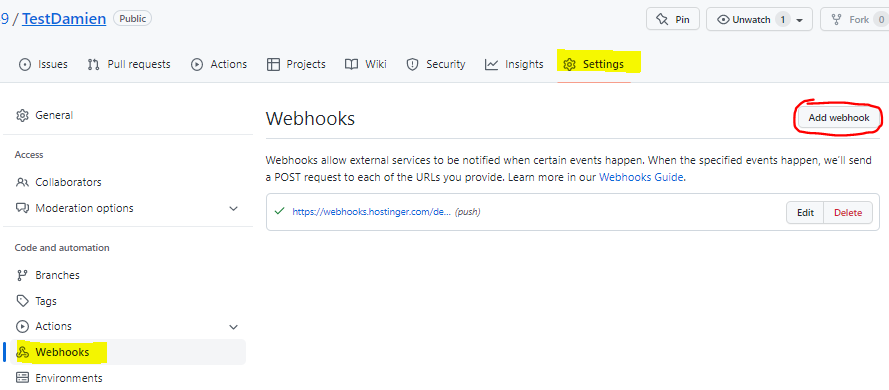 9 / TestDamien Public Pin Unwatch 1 Fork 0
Issues Pull requests Actions Projects Wiki Security Insights Settings
General
Access
Collaborators
Moderation options
Code and automation
Branches
Tags
Actions
Webhooks
Environments
Webhooks Add webhook
Webhooks allow external services to be notified when certain events happen. When the specified events happen, we'll send
a POST request to each of the URLs you provide. Learn more in our Webhooks Guide.
https://webhooks.hostinger.com/de... (push) Edit Delete